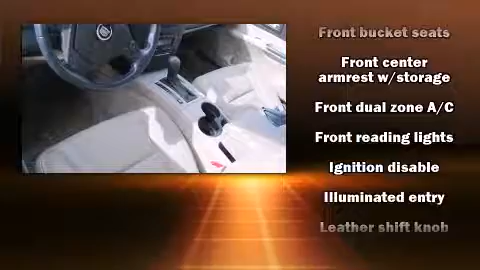 Front bucket seats
Front center
armrest w/storage
Front dual zone A/C
Front reading lights
Ignition disable
Illuminated entry
Leather shift knob